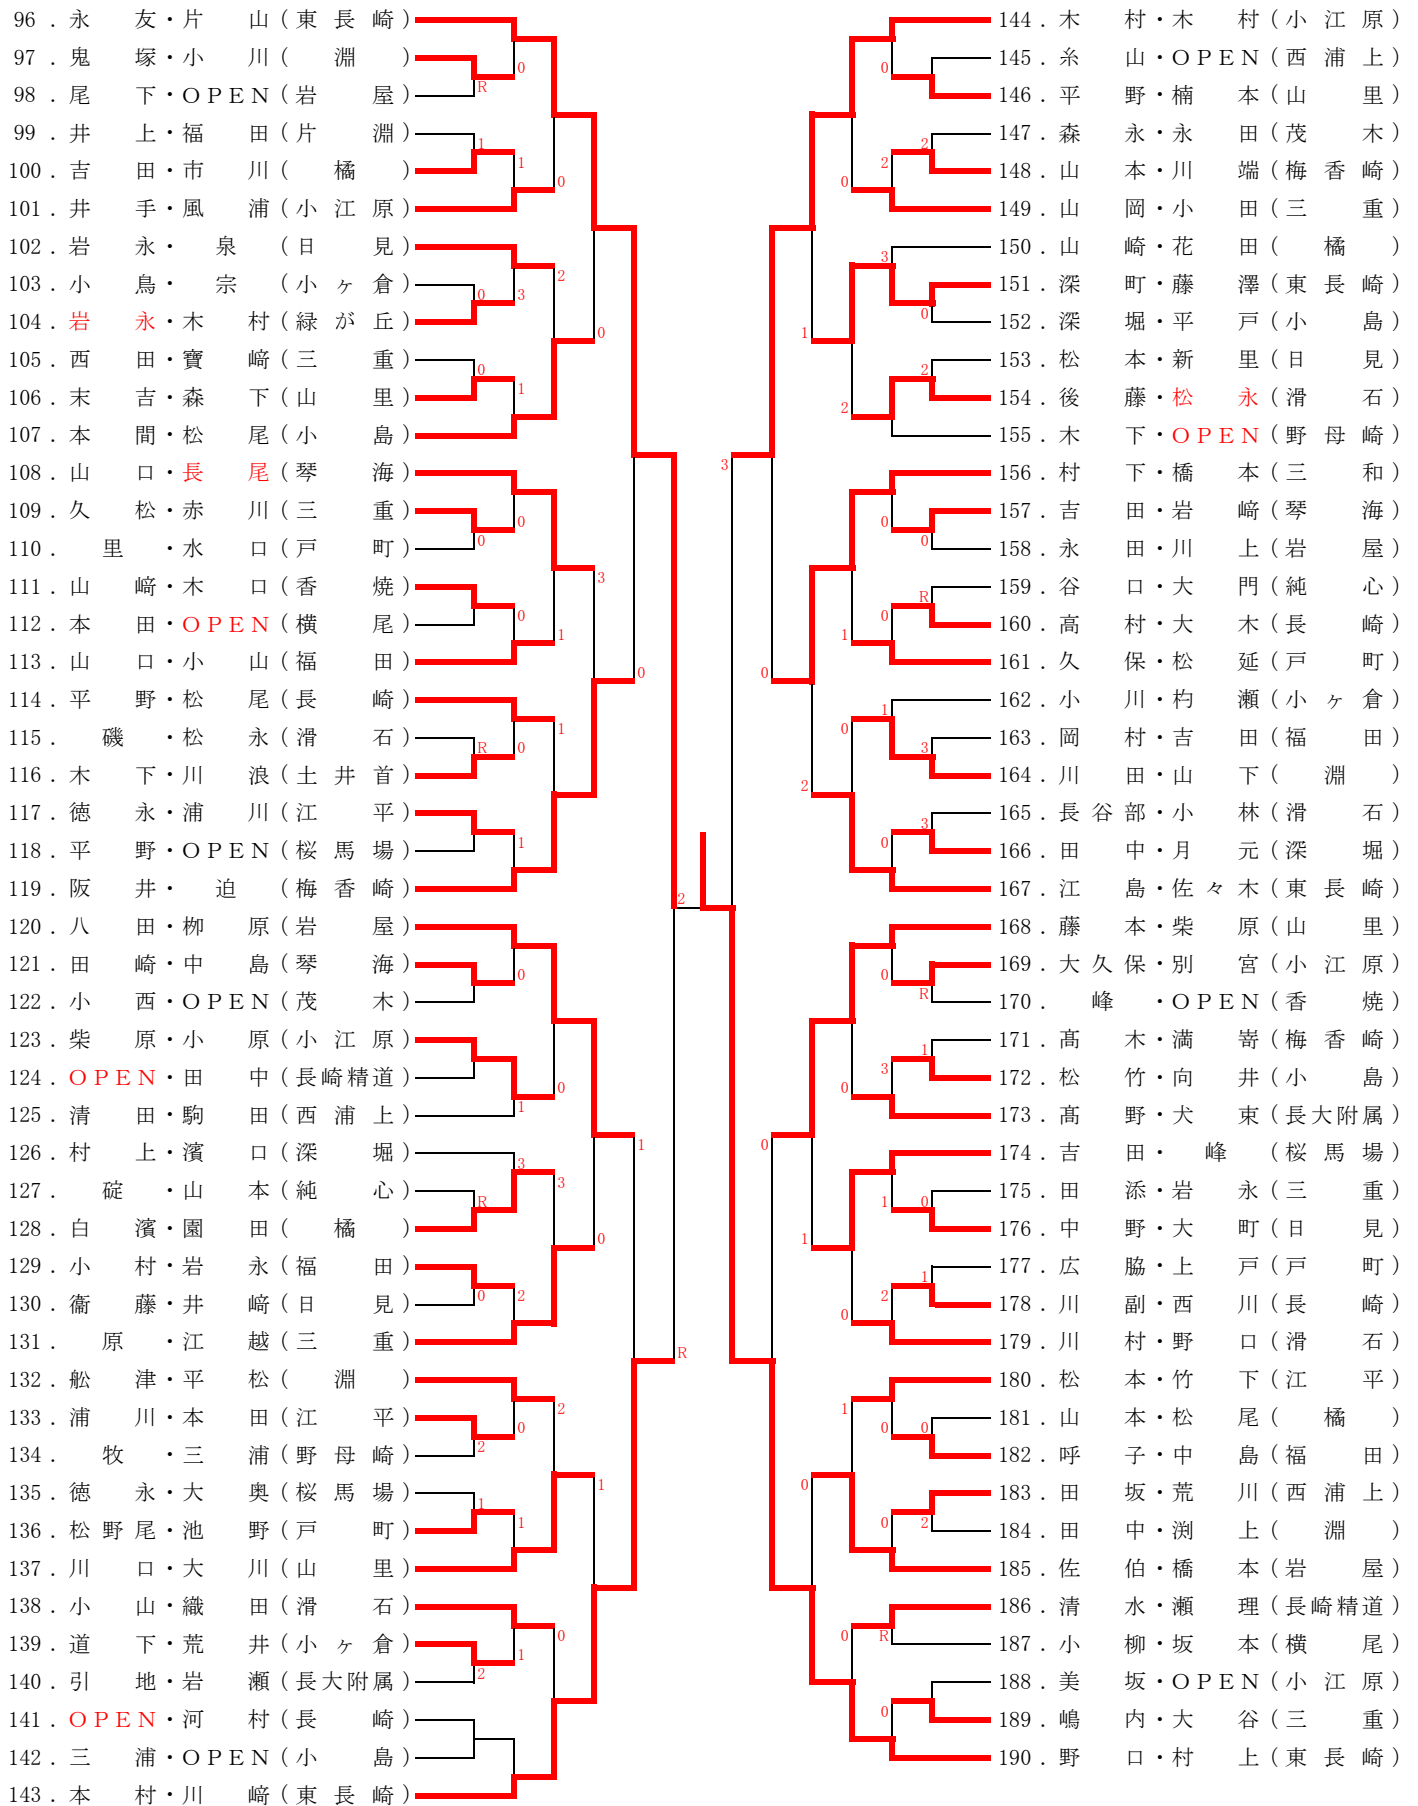 96．永友・片山（東長崎）
97．鬼塚・小川（淵）
98．尾下・OPEN（岩屋）
99．井上・福田（片淵）
100．吉田・市川（橘）
101．井手・風浦（小江原）
102．岩永・泉（日見）
103．小鳥・宗（小ヶ倉）
104．岩永・木村（緑が丘）
105．西田・寶﨑（三重）
106．末吉・森下（山里）
107．本間・松尾（小島）
108．山口・長尾（琴海）
109．久松・赤川（三重）
110．里・水口（戸町）
111．山﨑・木口（香焼）
112．本田・OPEN（横尾）
113．山口・小山（福田）
114．平野・松尾（長崎）
115．磯・松永（滑石）
116．木下・川浪（土井首）
117．徳永・浦川（江平）
118．平野・OPEN（桜馬場）
119．阪井・迫（梅香崎）
120．八田・栁原（岩屋）
121．田崎・中島（琴海）
122．小西・OPEN（茂木）
123．柴原・小原（小江原）
124．OPEN・田中（長崎精道）
125．清田・駒田（西浦上）
126．村上・濱口（深堀）
127．碇・山本（純心）
128．白濱・園田（橘）
129．小村・岩永（福田）
130．衞藤・井﨑（日見）
131．原・江越（三重）
132．舩津・平松（淵）
133．浦川・本田（江平）
134．牧・三浦（野母崎）
135．徳永・大奥（桜馬場）
136．松野尾・池野（戸町）
137．川口・大川（山里）
138．小山・織田（滑石）
139．道下・荒井（小ヶ倉）
140．引地・岩瀬（長大附属）
141．OPEN・河村（長崎）
142．三浦・OPEN（小島）
143．本村・川﨑（東長崎）
144．木村・木村（小江原）
145．糸山・OPEN（西浦上）
146．平野・楠本（山里）
147．森永・永田（茂木）
148．山本・川端（梅香崎）
149．山岡・小田（三重）
150．山崎・花田（橘）
151．深町・藤澤（東長崎）
152．深堀・平戸（小島）
153．松本・新里（日見）
154．後藤・松永（滑石）
155．木下・OPEN（野母崎）
156．村下・橋本（三和）
157．吉田・岩﨑（琴海）
158．永田・川上（岩屋）
159．谷口・大門（純心）
160．高村・大木（長崎）
161．久保・松延（戸町）
162．小川・杓瀬（小ヶ倉）
163．岡村・吉田（福田）
164．川田・山下（淵）
165．長谷部・小林（滑石）
166．田中・月元（深堀）
167．江島・佐々木（東長崎）
168．藤本・柴原（山里）
169．大久保・別宮（小江原）
170．峰・OPEN（香焼）
171．髙木・満嵜（梅香崎）
172．松竹・向井（小島）
173．髙野・犬束（長大附属）
174．吉田・峰（桜馬場）
175．田添・岩永（三重）
176．中野・大町（日見）
177．広脇・上戸（戸町）
178．川副・西川（長崎）
179．川村・野口（滑石）
180．松本・竹下（江平）
181．山本・松尾（橘）
182．呼子・中島（福田）
183．田坂・荒川（西浦上）
184．田中・渕上（淵）
185．佐伯・橋本（岩屋）
186．清水・瀬理（長崎精道）
187．小柳・坂本（横尾）
188．美坂・OPEN（小江原）
189．嶋内・大谷（三重）
190．野口・村上（東長崎）